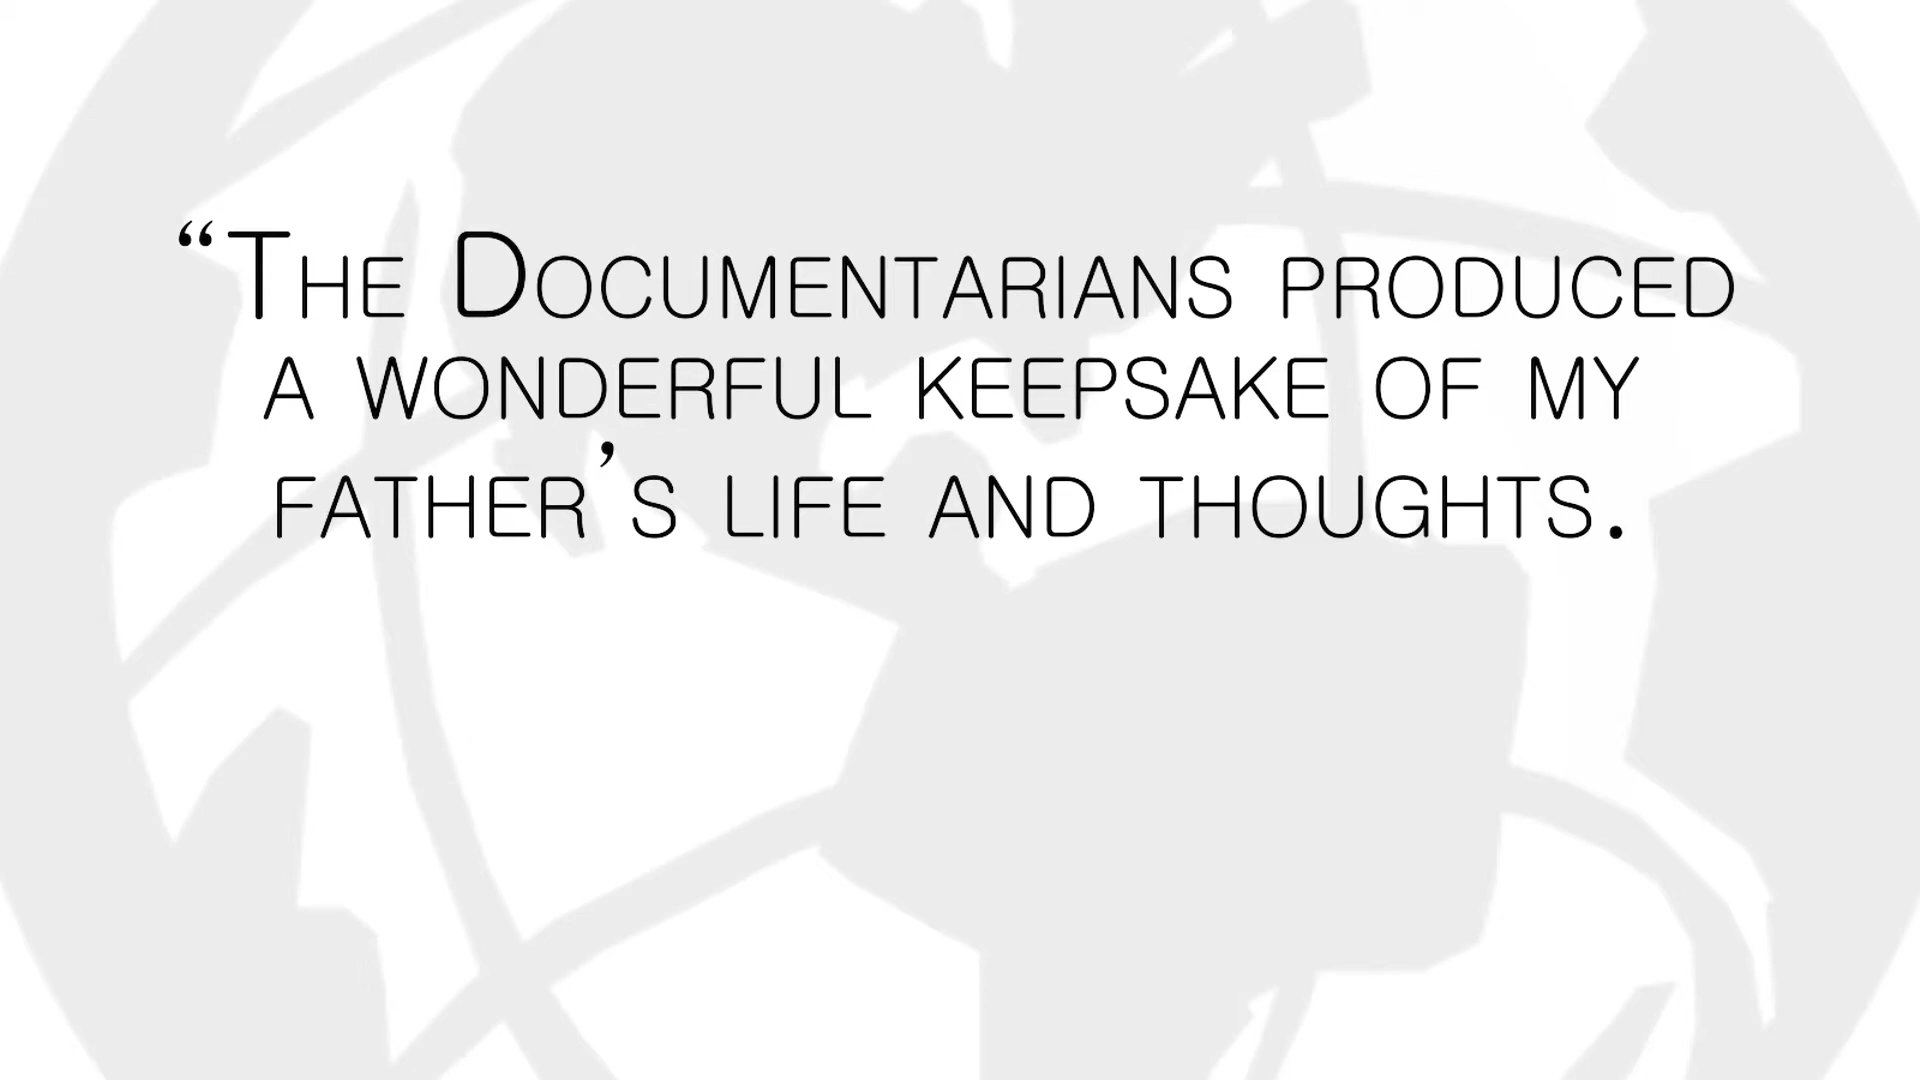 “The Documentarians produced
a wonderful keepsake of my
father’s life and thoughts.